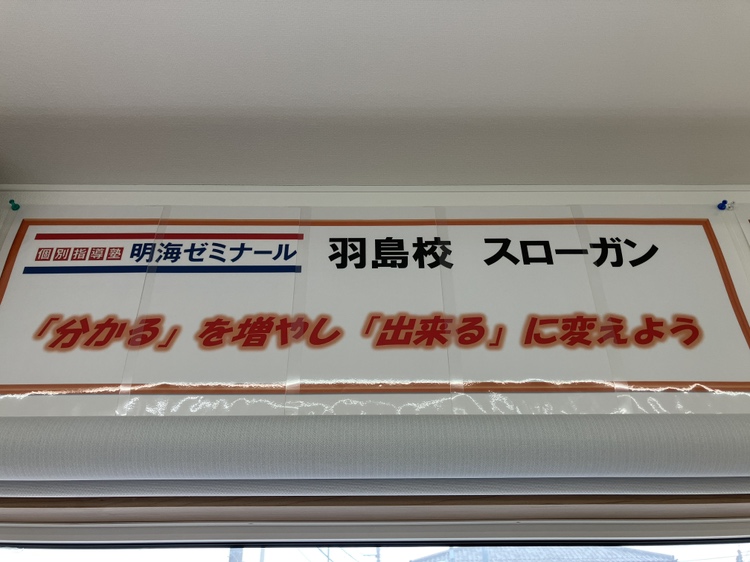 個別指導塾 明海ゼミナール 羽島校 スローガン
「分かる」を増やし「出来る」に変えよう